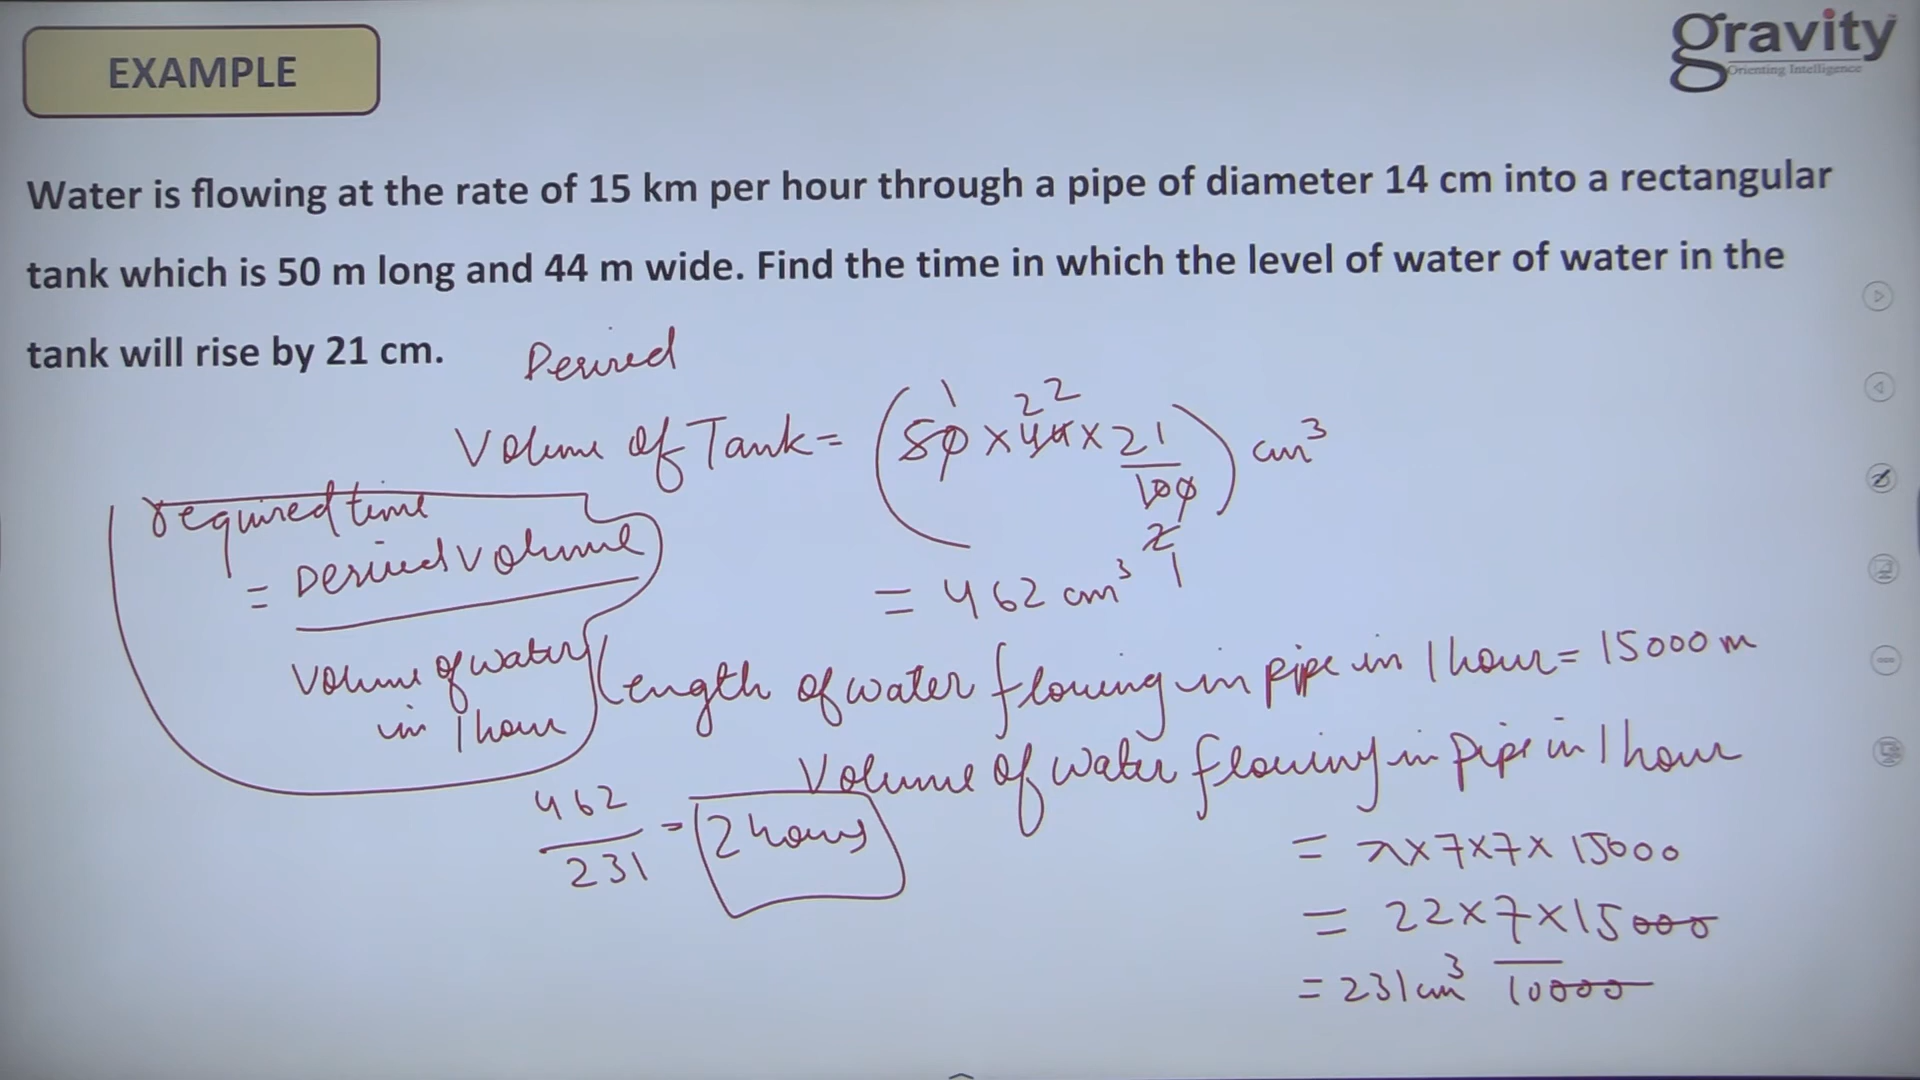 EXAMPLE
gravity
Orienting Intelligence
Water is flowing at the rate of 15 km per hour through a pipe of diameter 14 cm into a rectangular
tank which is 50 m long and 44 m wide. Find the time in which the level of water of water in the
tank will rise by 21 cm.
Desired
Volume of Tank = (50 × 44 × 21/100) cm³
1 22
2
1
= 462 cm³
required time
= Desired Volume
Volume of water
in 1 hour
Length of water flowing in pipe in 1 hour = 15000 m
Volume of water flowing in pipe in 1 hour
= π×7×7× 15000
= 22×7×15000
10000
= 231 cm³
462
231
= 2 hours